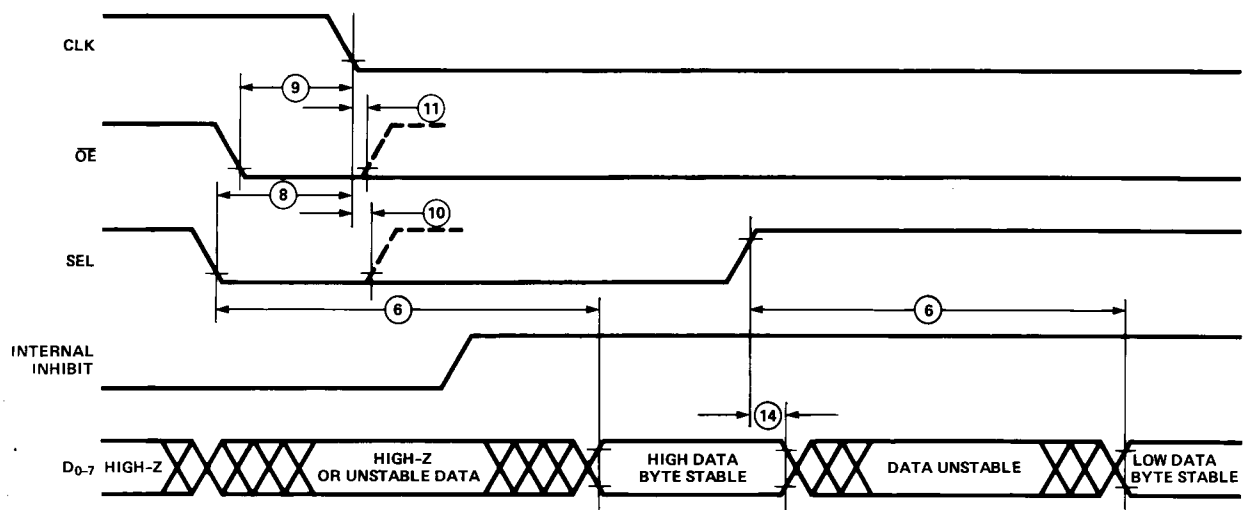 CLK
9
11
OE
8
10
SEL
6
6
INTERNAL
INHIBIT
14
D0-7 HIGH-Z
HIGH-Z
OR UNSTABLE DATA
HIGH DATA
BYTE STABLE
DATA UNSTABLE
LOW DATA
BYTE STABLE